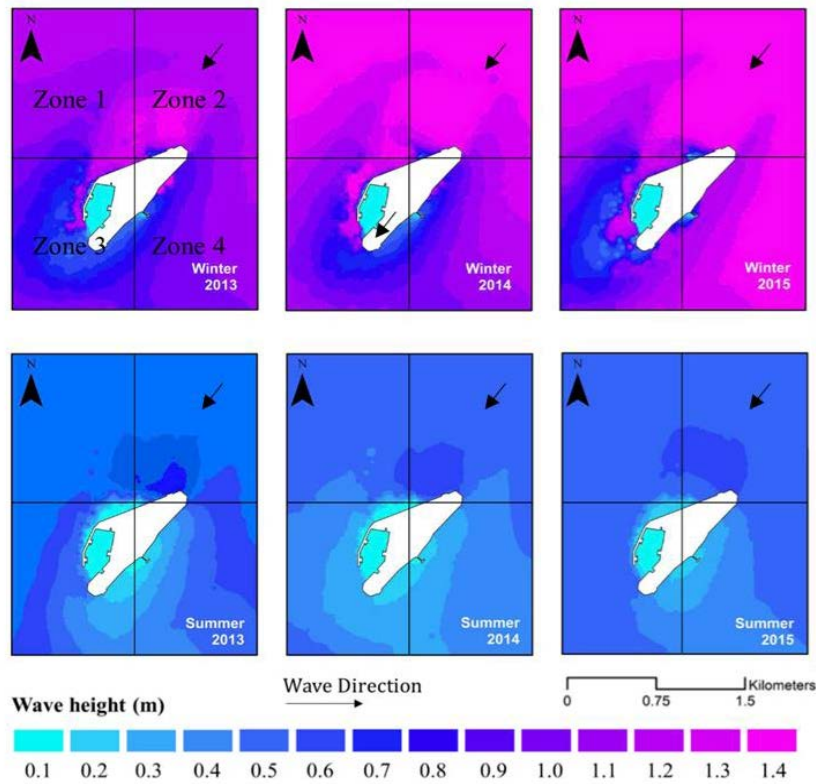 N
N
N
Zone 1
Zone 2
Zone 3
Zone 4
Winter
2013
Winter
2014
Winter
2015
N
N
N
Summer
2013
Summer
2014
Summer
2015
Wave height (m)
Wave Direction
Kilometers
0 0.75 1.5
0.1 0.2 0.3 0.4 0.5 0.6 0.7 0.8 0.9 1.0 1.1 1.2 1.3 1.4